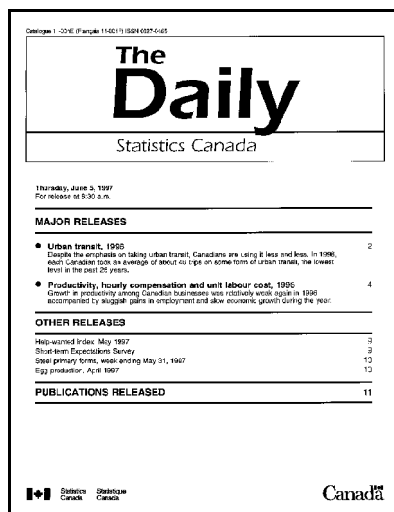 Catalogue 11-001E (Français 11-001F) ISSN 0827-0465
The
Daily
Statistics Canada
Thursday, June 5, 1997
For release at 8:30 a.m.
MAJOR RELEASES
● Urban transit, 1996 2
Despite the emphasis on taking urban transit, Canadians are using it less and less. In 1996,
each Canadian took an average of about 40 trips on some form of urban transit, the lowest
level in the past 25 years.
● Productivity, hourly compensation and unit labour cost, 1996 4
Growth in productivity among Canadian businesses was relatively weak again in 1996
accompanied by sluggish gains in employment and slow economic growth during the year.
OTHER RELEASES
Help-wanted Index May 1997 9
Short-term Expectations Survey 9
Steel primary forms, week ending May 31, 1997 10
Egg production, April 1997 10
PUBLICATIONS RELEASED 11
Statistics Statistique
Canada Canada
Canada